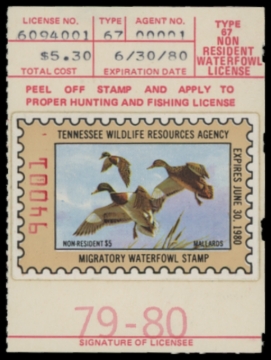 LICENSE NO. TYPE AGENT NO.
6094001 67 00001
$5.30 6/30/80
TOTAL COST EXPIRATION DATE
TYPE
67
NON
RESIDENT
WATERFOWL
LICENSE
PEEL OFF STAMP AND APPLY TO
PROPER HUNTING AND FISHING LICENSE
TENNESSEE WILDLIFE RESOURCES AGENCY
EXPIRES JUNE 30, 1980
94001
NON-RESIDENT $5 MALLARDS
MIGRATORY WATERFOWL STAMP
79-80
SIGNATURE OF LICENSEE